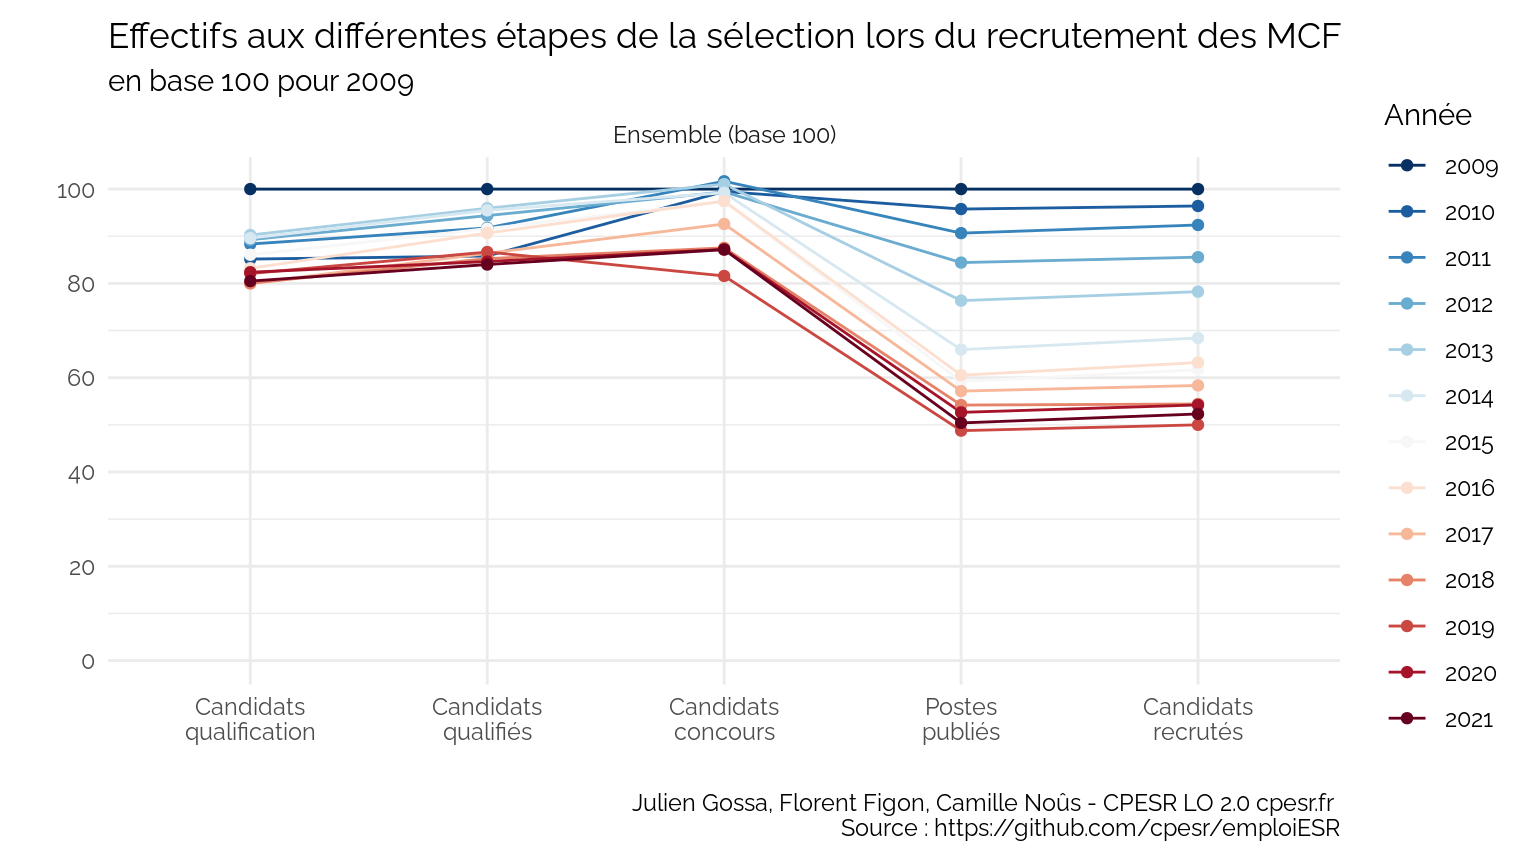 Effectifs aux différentes étapes de la sélection lors du recrutement des MCF
en base 100 pour 2009
Ensemble (base 100)
100
80
60
40
20
0
Candidats
qualification
Candidats
qualifiés
Candidats
concours
Postes
publiés
Candidats
recrutés
Année
2009
2010
2011
2012
2013
2014
2015
2016
2017
2018
2019
2020
2021
Julien Gossa, Florent Figon, Camille Noûs - CPESR LO 2.0 cpesr.fr
Source : https://github.com/cpesr/emploiESR